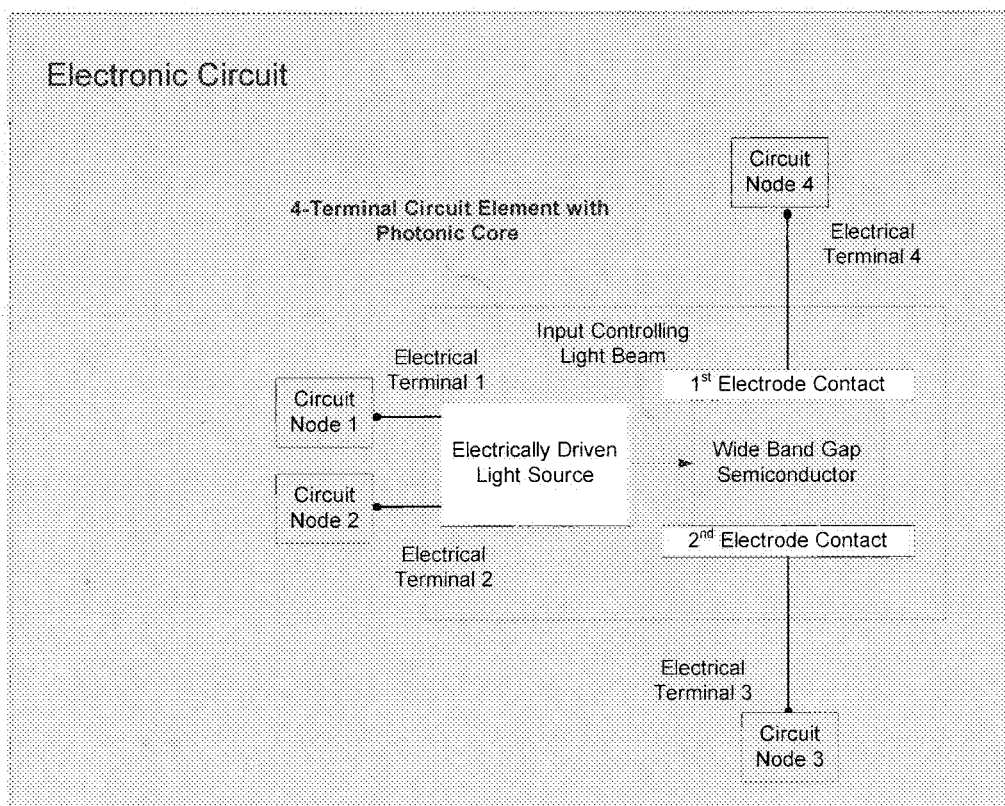 Electronic Circuit
Circuit
Node 4
4-Terminal Circuit Element with
Photonic Core
Electrical
Terminal 4
Input Controlling
Light Beam
Electrical
Terminal 1
1st Electrode Contact
Circuit
Node 1
Electrically Driven
Light Source
Wide Band Gap
Semiconductor
Circuit
Node 2
2nd Electrode Contact
Electrical
Terminal 2
Electrical
Terminal 3
Circuit
Node 3